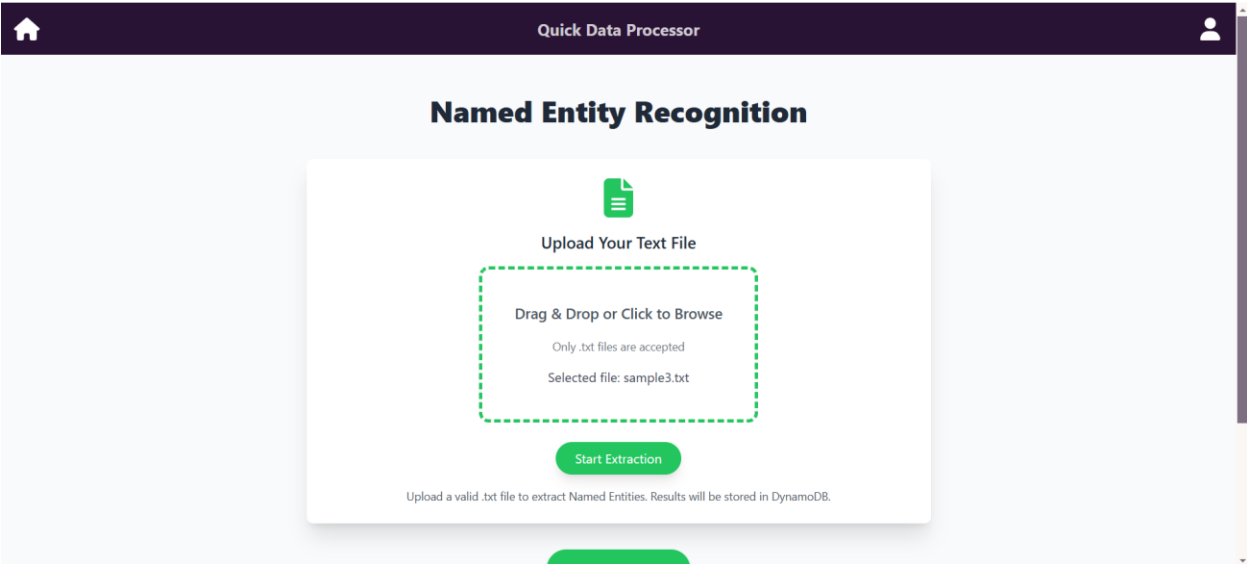 Quick Data Processor
Named Entity Recognition
Upload Your Text File
Drag & Drop or Click to Browse
Only .txt files are accepted
Selected file: sample3.txt
Start Extraction
Upload a valid .txt file to extract Named Entities. Results will be stored in DynamoDB.